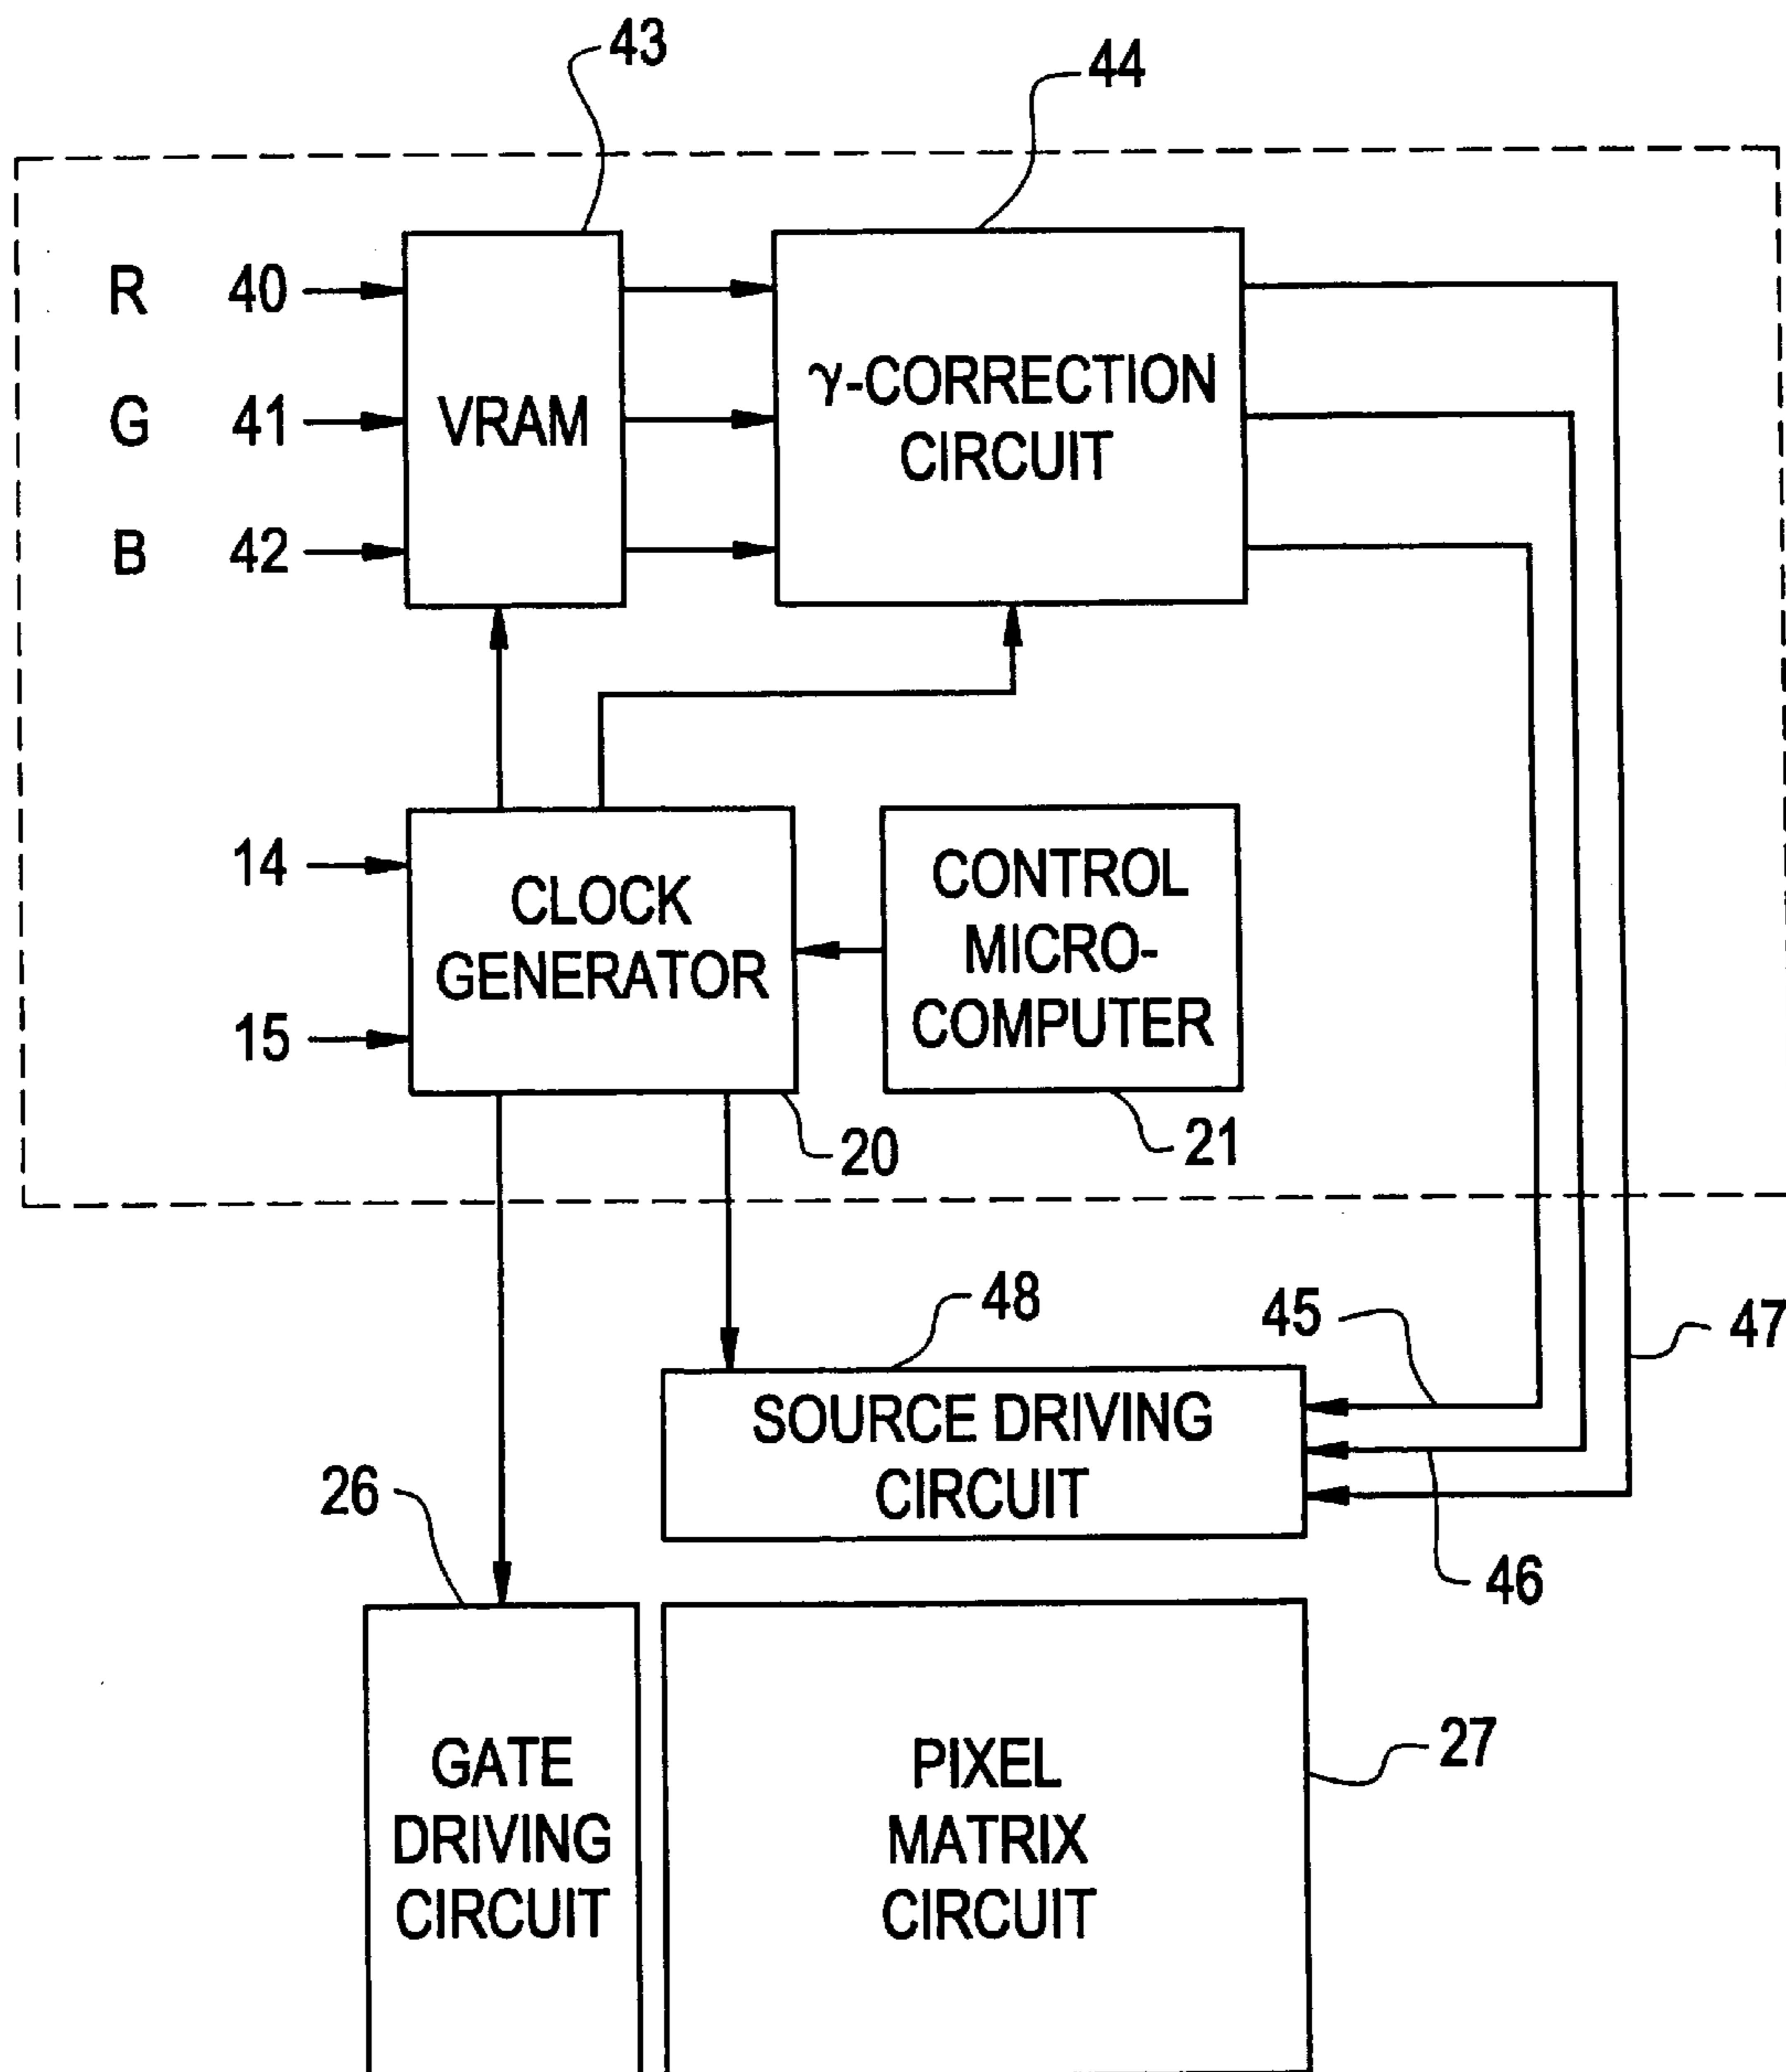 43
44
R 40
G 41
B 42
VRAM
γ-CORRECTION
CIRCUIT
14
15
CLOCK
GENERATOR
CONTROL
MICRO-
COMPUTER
20
21
48
45
47
SOURCE DRIVING
CIRCUIT
26
46
GATE
DRIVING
CIRCUIT
PIXEL
MATRIX
CIRCUIT
27